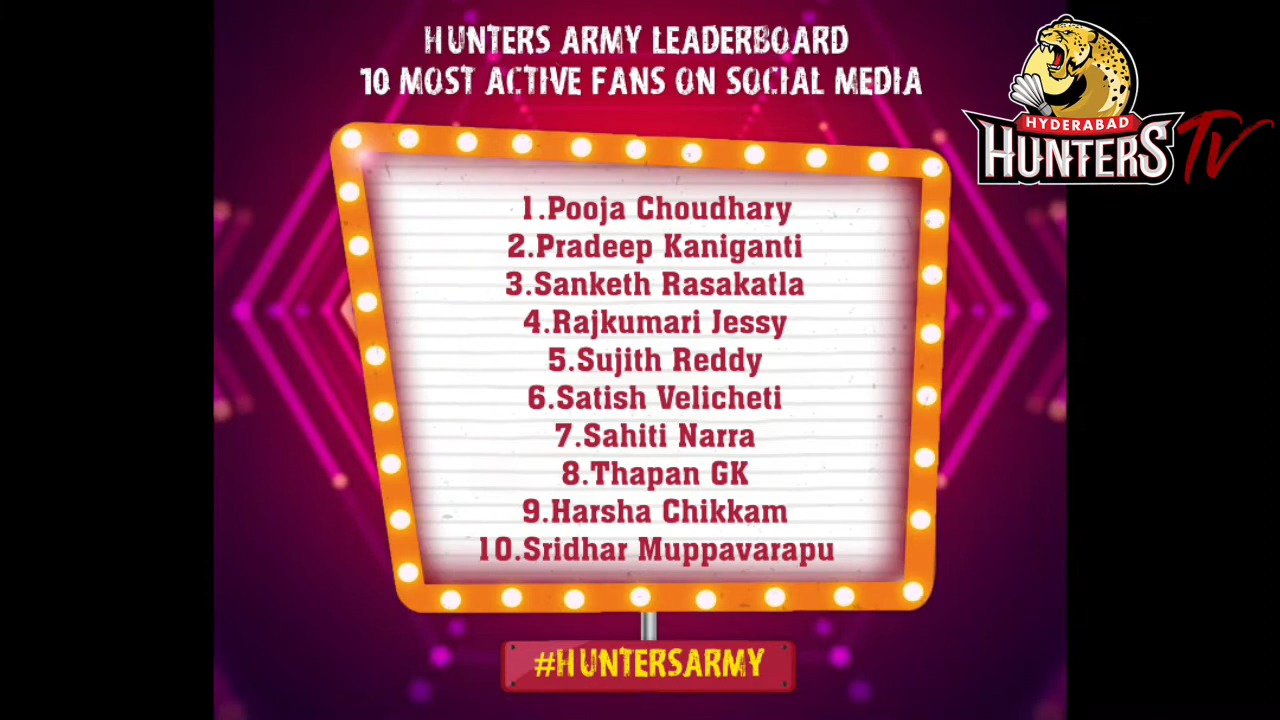 HUNTERS ARMY LEADERBOARD
10 MOST ACTIVE FANS ON SOCIAL MEDIA
HYDERABAD
HUNTERS TV
1.Pooja Choudhary
2.Pradeep Kaniganti
3.Sanketh Rasakatla
4.Rajkumari Jessy
5.Sujith Reddy
6.Satish Velicheti
7.Sahiti Narra
8.Thapan GK
9.Harsha Chikkam
10.Sridhar Muppavarapu
#HUNTERSARMY